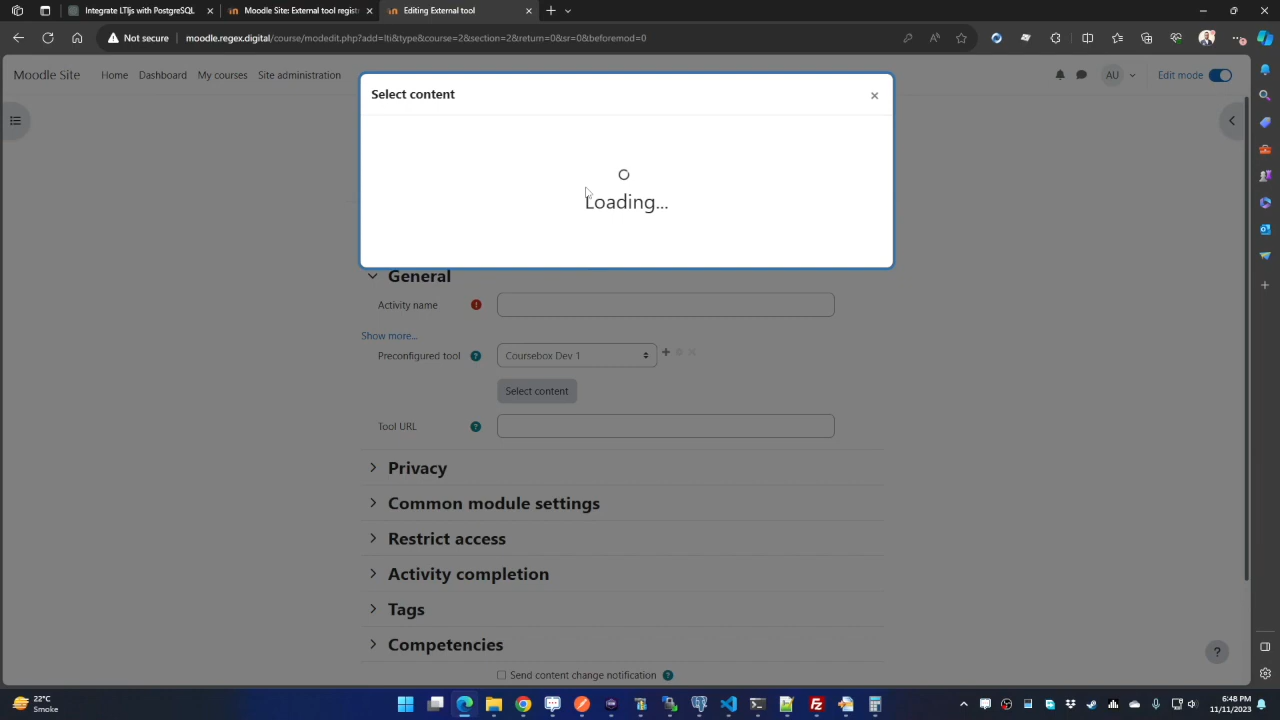 Integrate LTIjs with PostgreSQL
Moodle Site: External tool regist
Editing External tool
Not secure
moodle.regex.digital/course/modedit.php?add=lti&type&course=2&section=2&return=0&sr=0&beforemod=0
Moodle Site
Home
Dashboard
My courses
Site administration
AU
Edit mode
Select content
Loading...
General
Activity name
Show more...
Preconfigured tool
Coursebox Dev 1
Select content
Tool URL
Privacy
Common module settings
Restrict access
Activity completion
Tags
Competencies
Send content change notification
22°C
Smoke
6:48 PM
11/11/2023